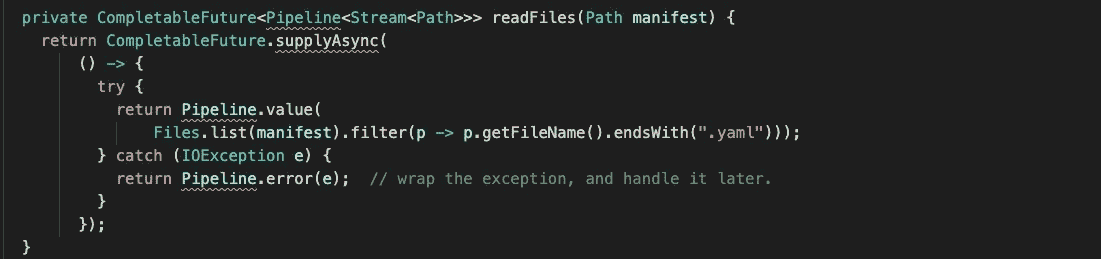 private CompletableFuture<Pipeline<Stream<Path>>> readFiles(Path manifest) {
return CompletableFuture.supplyAsync(
() -> {
try {
return Pipeline.value(
Files.list(manifest).filter(p -> p.getFileName().endsWith(".yaml")));
} catch (IOException e) {
return Pipeline.error(e);  // wrap the exception, and handle it later.
}
});
}